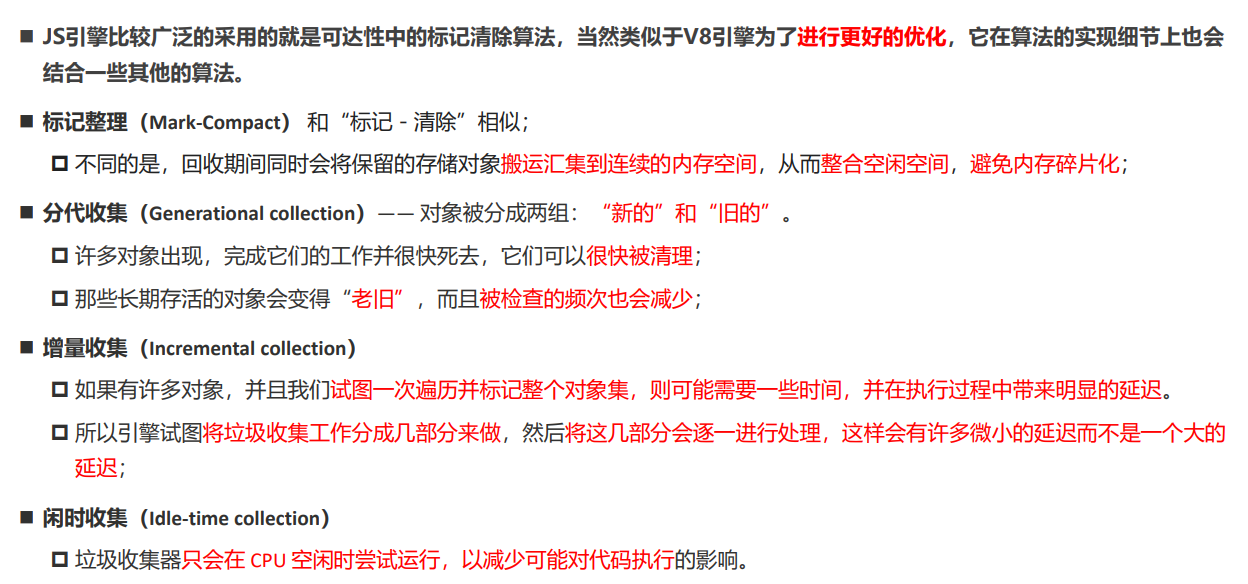 JS引擎比较广泛的采用的就是可达性中的标记清除算法，当然类似于V8引擎为了进行更好的优化，它在算法的实现细节上也会
结合一些其他的算法。
标记整理（Mark-Compact） 和“标记－清除”相似；
不同的是，回收期间同时会将保留的存储对象搬运汇集到连续的内存空间，从而整合空闲空间，避免内存碎片化；
分代收集（Generational collection）—— 对象被分成两组：“新的”和“旧的”。
许多对象出现，完成它们的工作并很快死去，它们可以很快被清理；
那些长期存活的对象会变得“老旧”，而且被检查的频次也会减少；
增量收集（Incremental collection）
如果有许多对象，并且我们试图一次遍历并标记整个对象集，则可能需要一些时间，并在执行过程中带来明显的延迟。
所以引擎试图将垃圾收集工作分成几部分来做，然后将这几部分会逐一进行处理，这样会有许多微小的延迟而不是一个大的
延迟；
闲时收集（Idle-time collection）
垃圾收集器只会在 CPU 空闲时尝试运行，以减少可能对代码执行的影响。